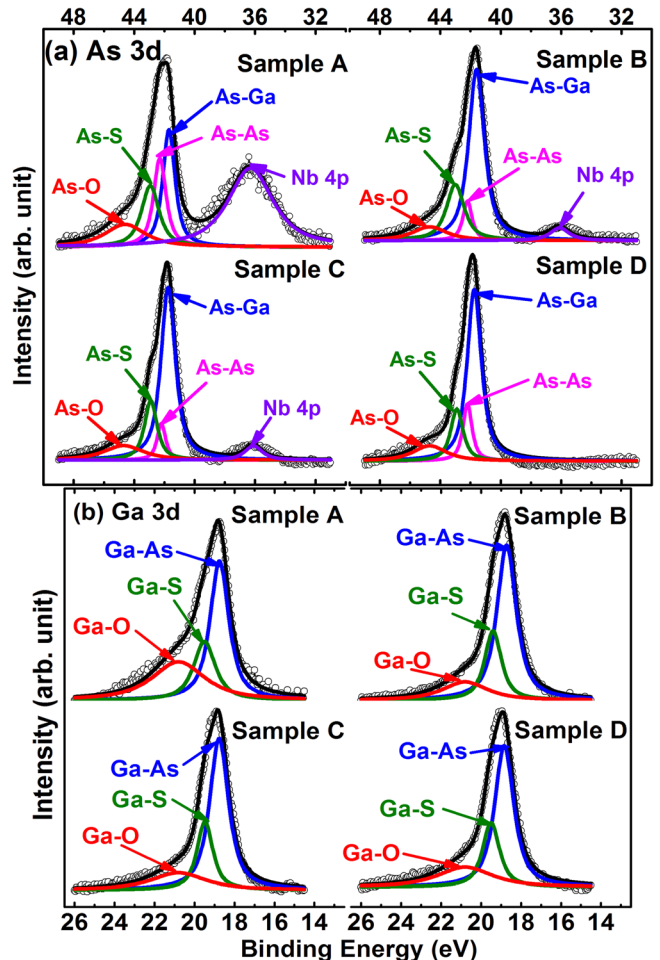 48 44 40 36 32 48 44 40 36 32
(a) As 3d
Sample A
As-Ga
As-As
As-S
As-O
Nb 4p
Sample B
As-Ga
As-S
As-As
As-O
Nb 4p
Sample C
As-Ga
As-S
As-As
As-O
Nb 4p
Sample D
As-Ga
As-S
As-As
As-O
Intensity (arb. unit)
(b) Ga 3d
Sample A
Ga-As
Ga-S
Ga-O
Sample B
Ga-As
Ga-S
Ga-O
Sample C
Ga-As
Ga-S
Ga-O
Sample D
Ga-As
Ga-S
Ga-O
Intensity (arb. unit)
26 24 22 20 18 16 14 26 24 22 20 18 16 14
Binding Energy (eV)